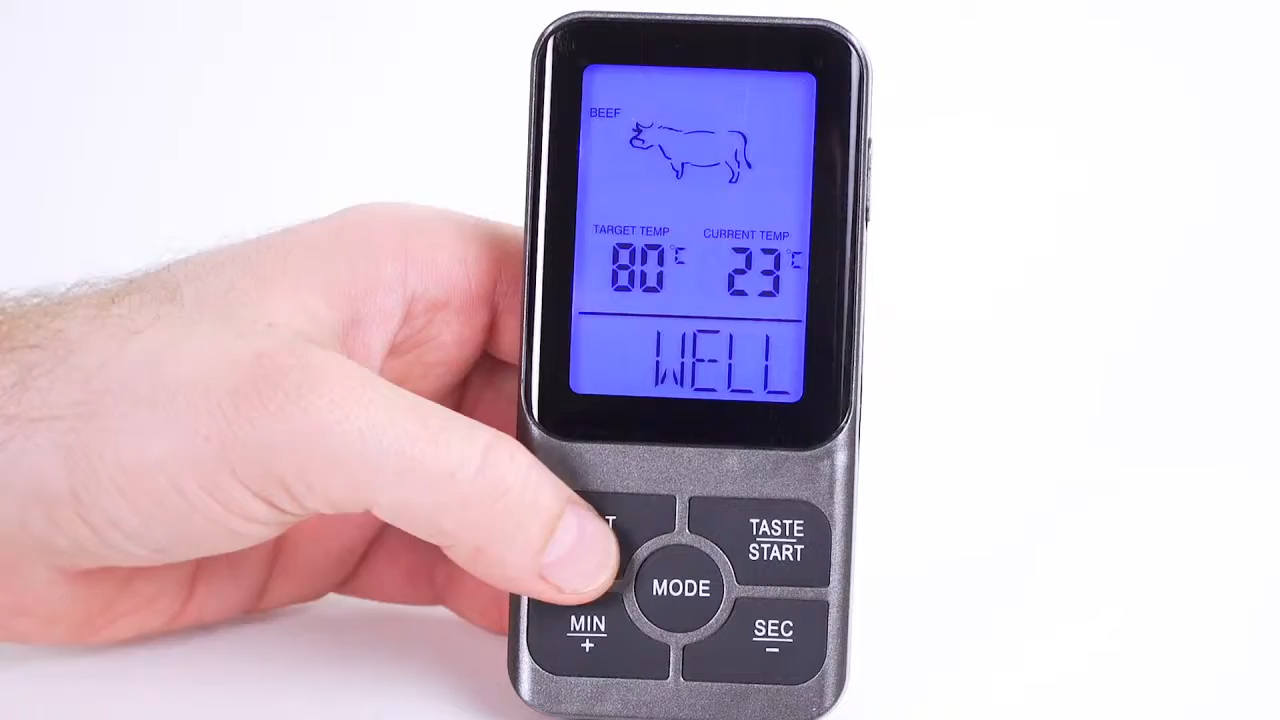 BEEF
TARGET TEMP CURRENT TEMP
80°C 23°C
WELL
TASTE
START
MODE
MIN
+
SEC
−